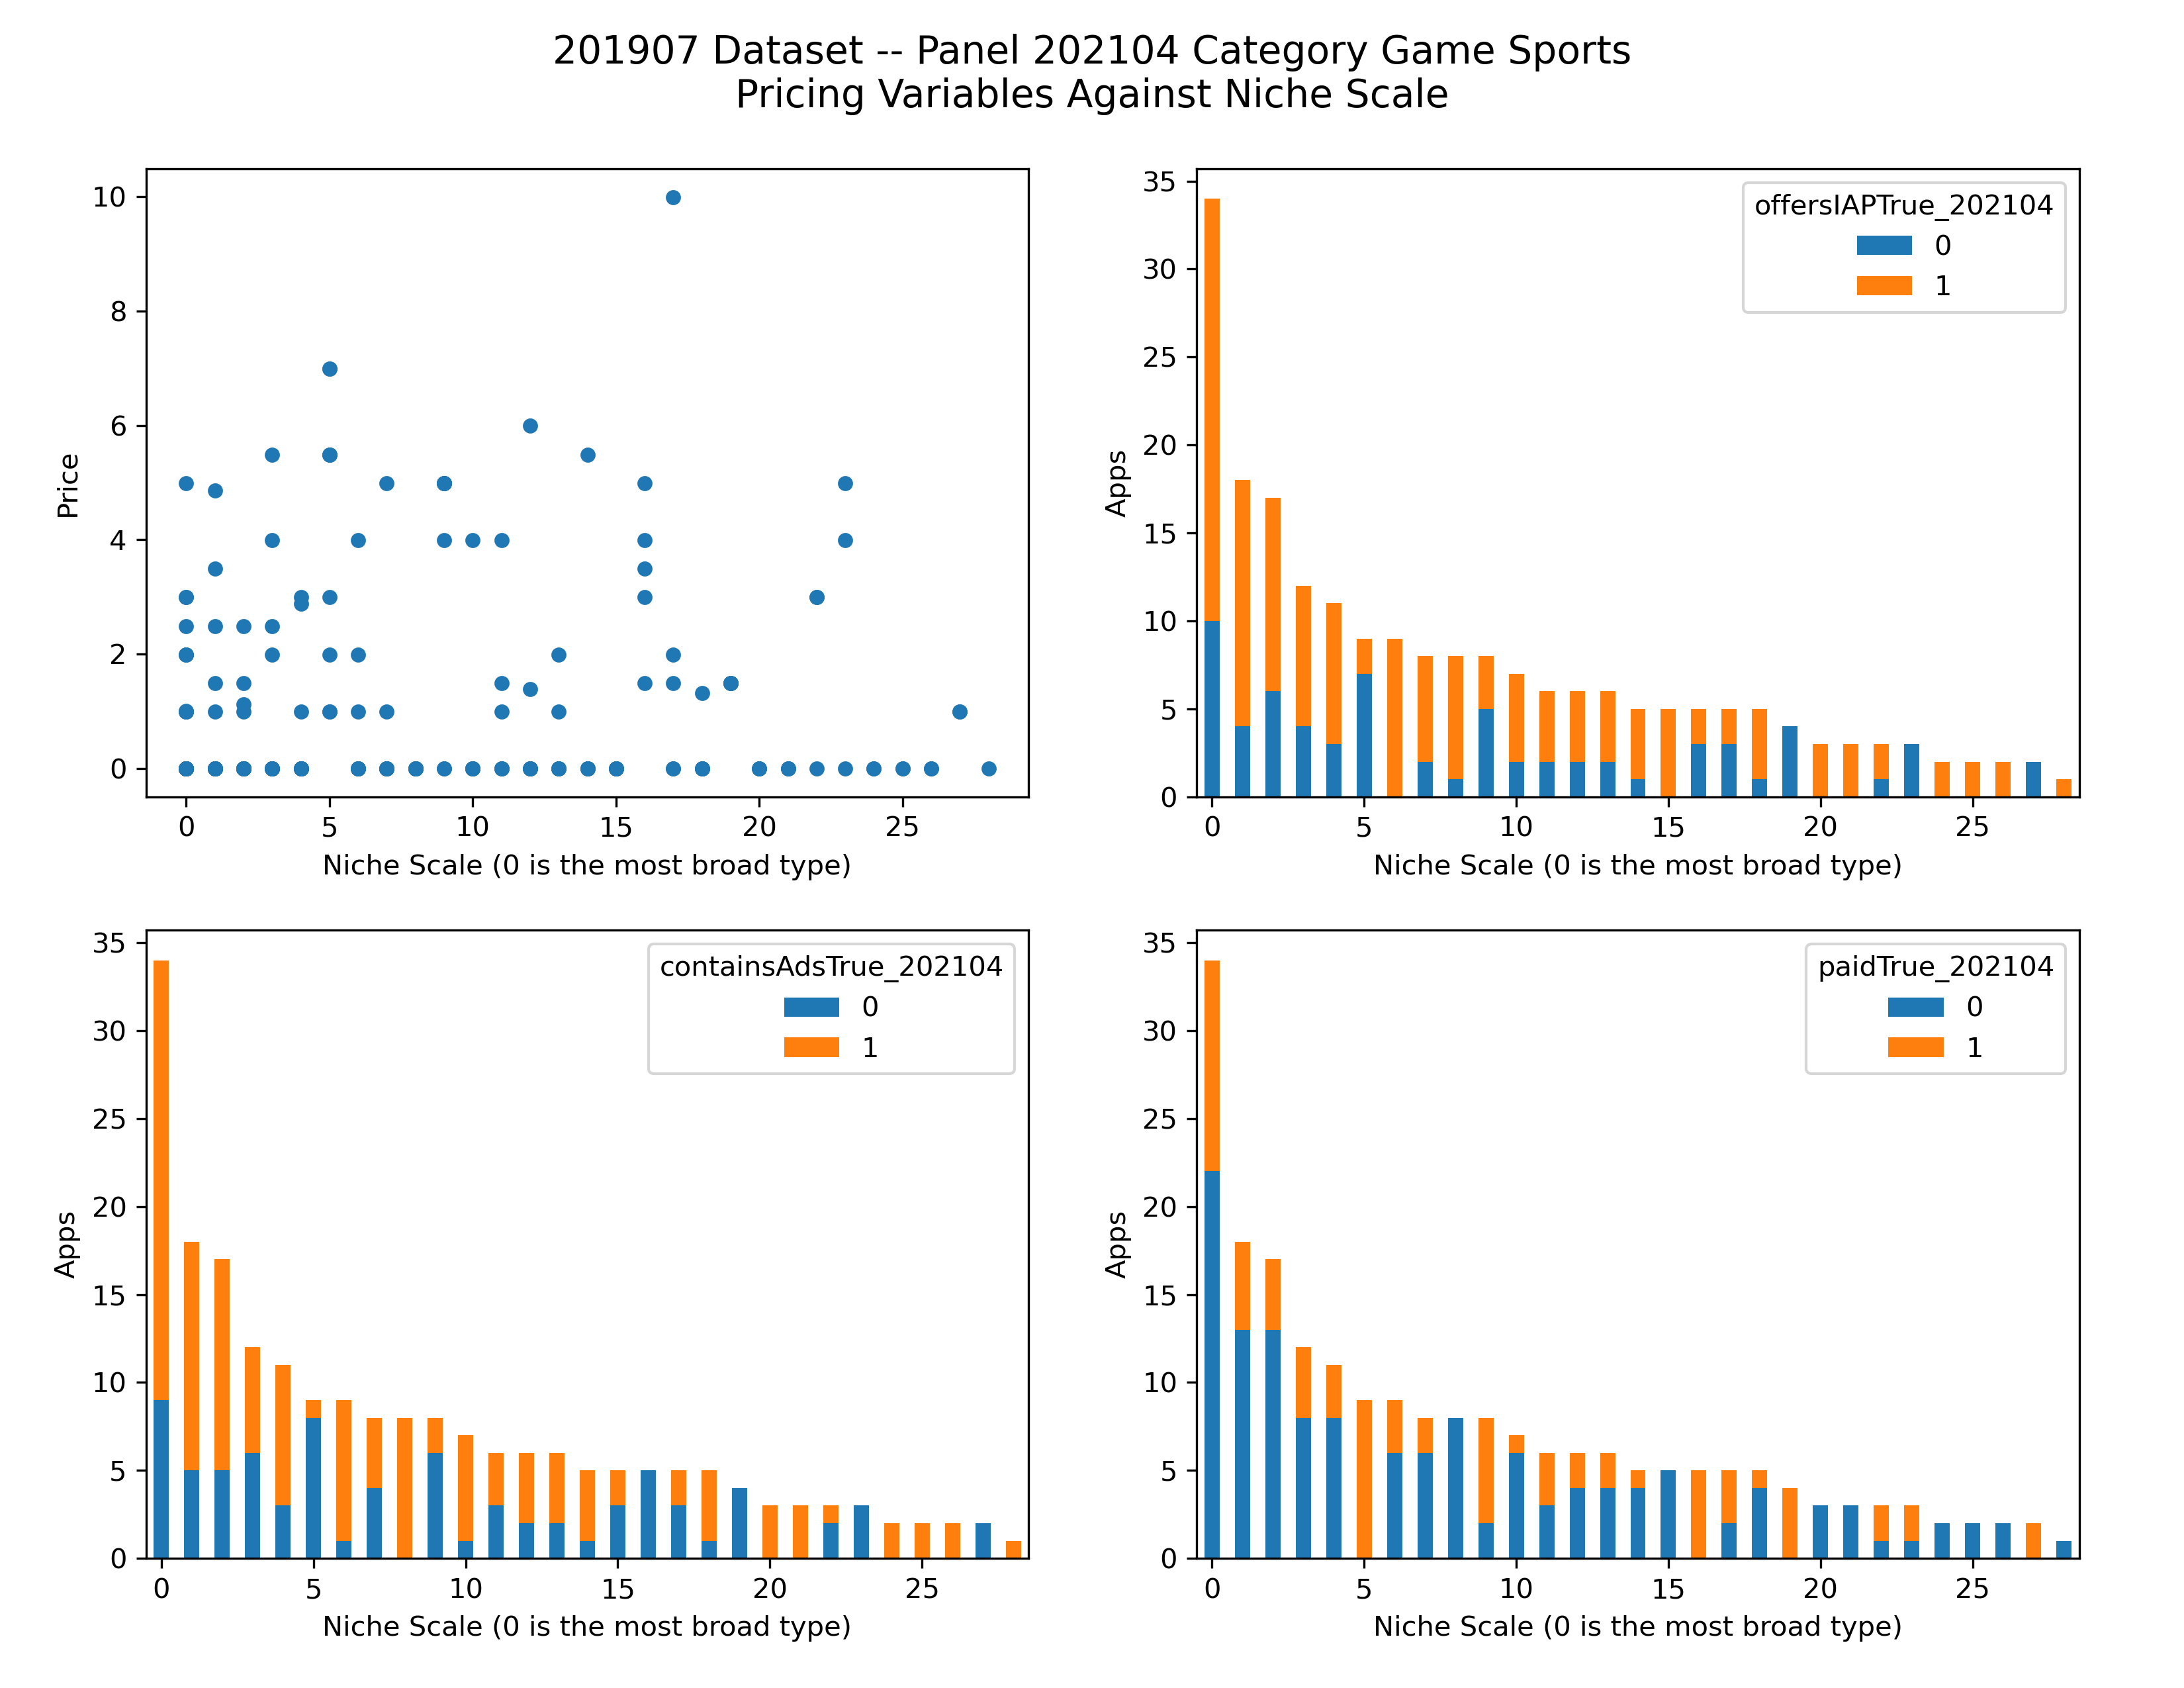 201907 Dataset -- Panel 202104 Category Game Sports
Pricing Variables Against Niche Scale
10
8
6
4
2
0
Price
0 5 10 15 20 25
Niche Scale (0 is the most broad type)
35
30
25
20
15
10
5
0
Apps
offersIAPTrue_202104
0
1
0 5 10 15 20 25
Niche Scale (0 is the most broad type)
35
30
25
20
15
10
5
0
Apps
containsAdsTrue_202104
0
1
0 5 10 15 20 25
Niche Scale (0 is the most broad type)
35
30
25
20
15
10
5
0
Apps
paidTrue_202104
0
1
0 5 10 15 20 25
Niche Scale (0 is the most broad type)